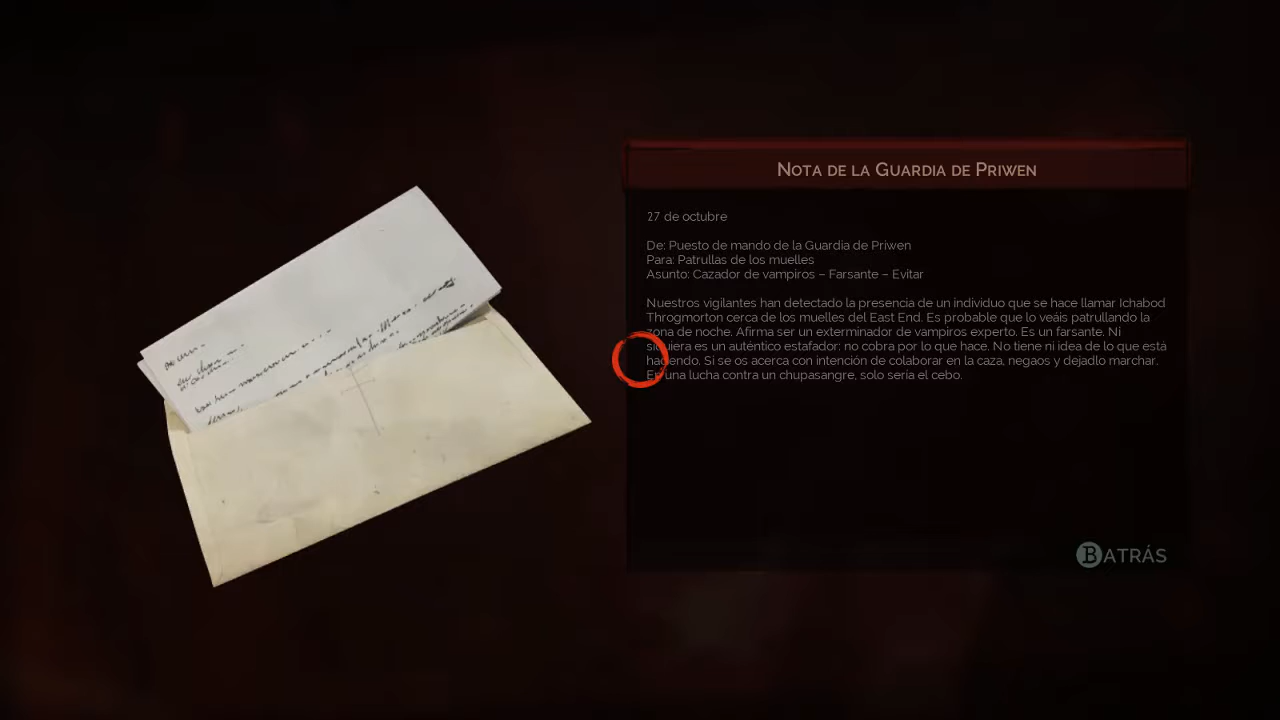 NOTA DE LA GUARDIA DE PRIWEN
27 de octubre
De: Puesto de mando de la Guardia de Priwen
Para: Patrullas de los muelles
Asunto: Cazador de vampiros – Farsante – Evitar
Nuestros vigilantes han detectado la presencia de un individuo que se hace llamar Ichabod
Throgmorton cerca de los muelles del East End. Es probable que lo veáis patrullando la
zona de noche. Afirma ser un exterminador de vampiros experto. Es un farsante. Ni
siquiera es un auténtico estafador: no cobra por lo que hace. No tiene ni idea de lo que está
haciendo. Si se os acerca con intención de colaborar en la caza, negaos y dejadlo marchar.
En una lucha contra un chupasangre, solo sería el cebo.
B ATRÁS